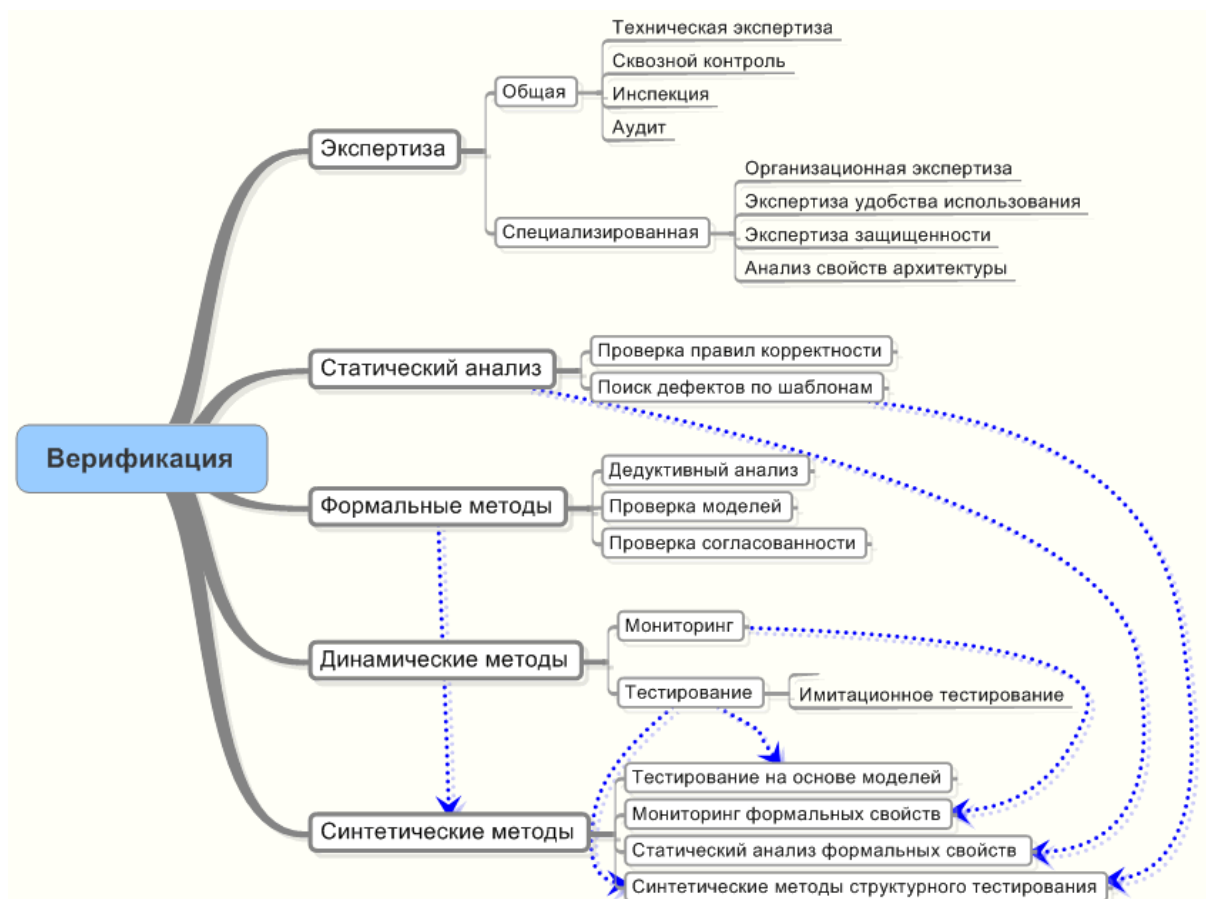 Верификация
Экспертиза
Общая
Техническая экспертиза
Сквозной контроль
Инспекция
Аудит
Специализированная
Организационная экспертиза
Экспертиза удобства использования
Экспертиза защищенности
Анализ свойств архитектуры
Статический анализ
Проверка правил корректности
Поиск дефектов по шаблонам
Формальные методы
Дедуктивный анализ
Проверка моделей
Проверка согласованности
Динамические методы
Мониторинг
Тестирование
Имитационное тестирование
Синтетические методы
Тестирование на основе моделей
Мониторинг формальных свойств
Статический анализ формальных свойств
Синтетические методы структурного тестирования